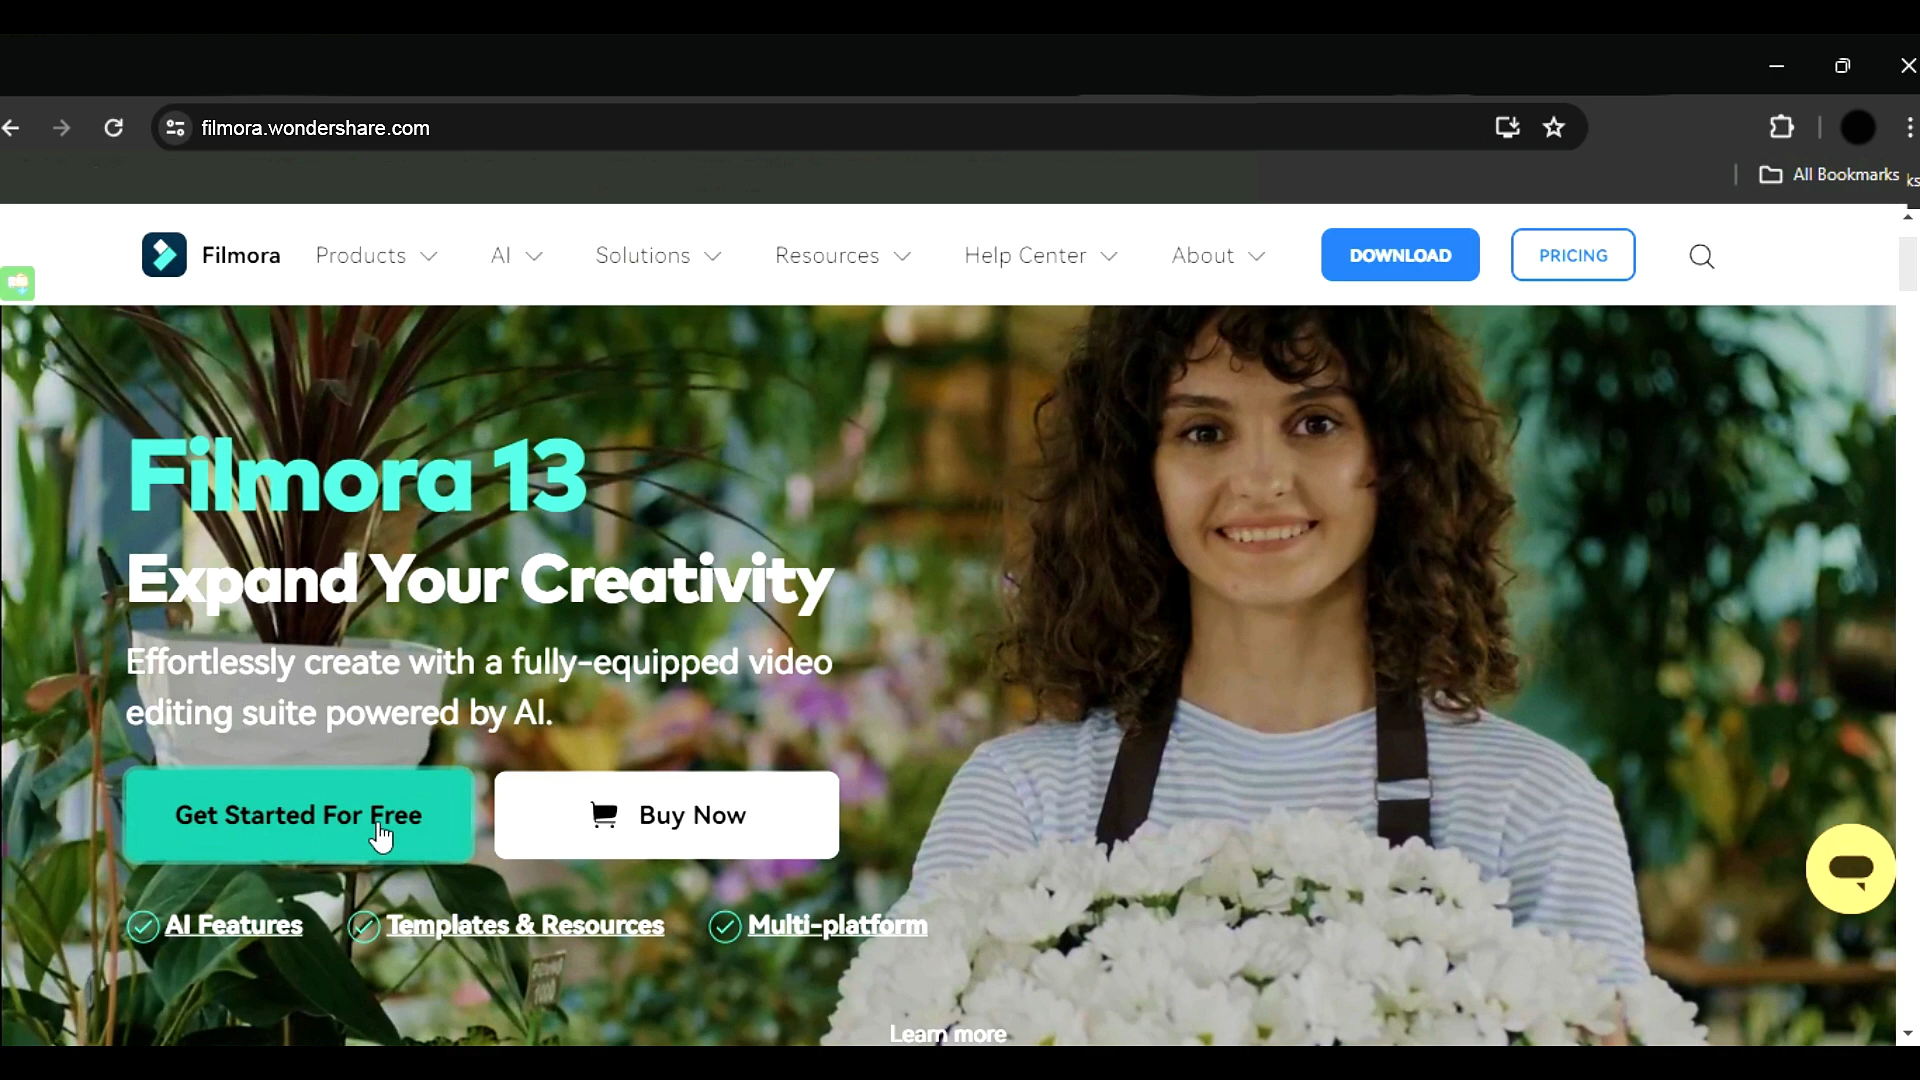 filmora.wondershare.com
All Bookmarks
Filmora Products AI Solutions Resources Help Center About DOWNLOAD PRICING
Filmora 13
Expand Your Creativity
Effortlessly create with a fully-equipped video
editing suite powered by AI.
Get Started For Free Buy Now
AI Features Templates & Resources Multi-platform
Learn more